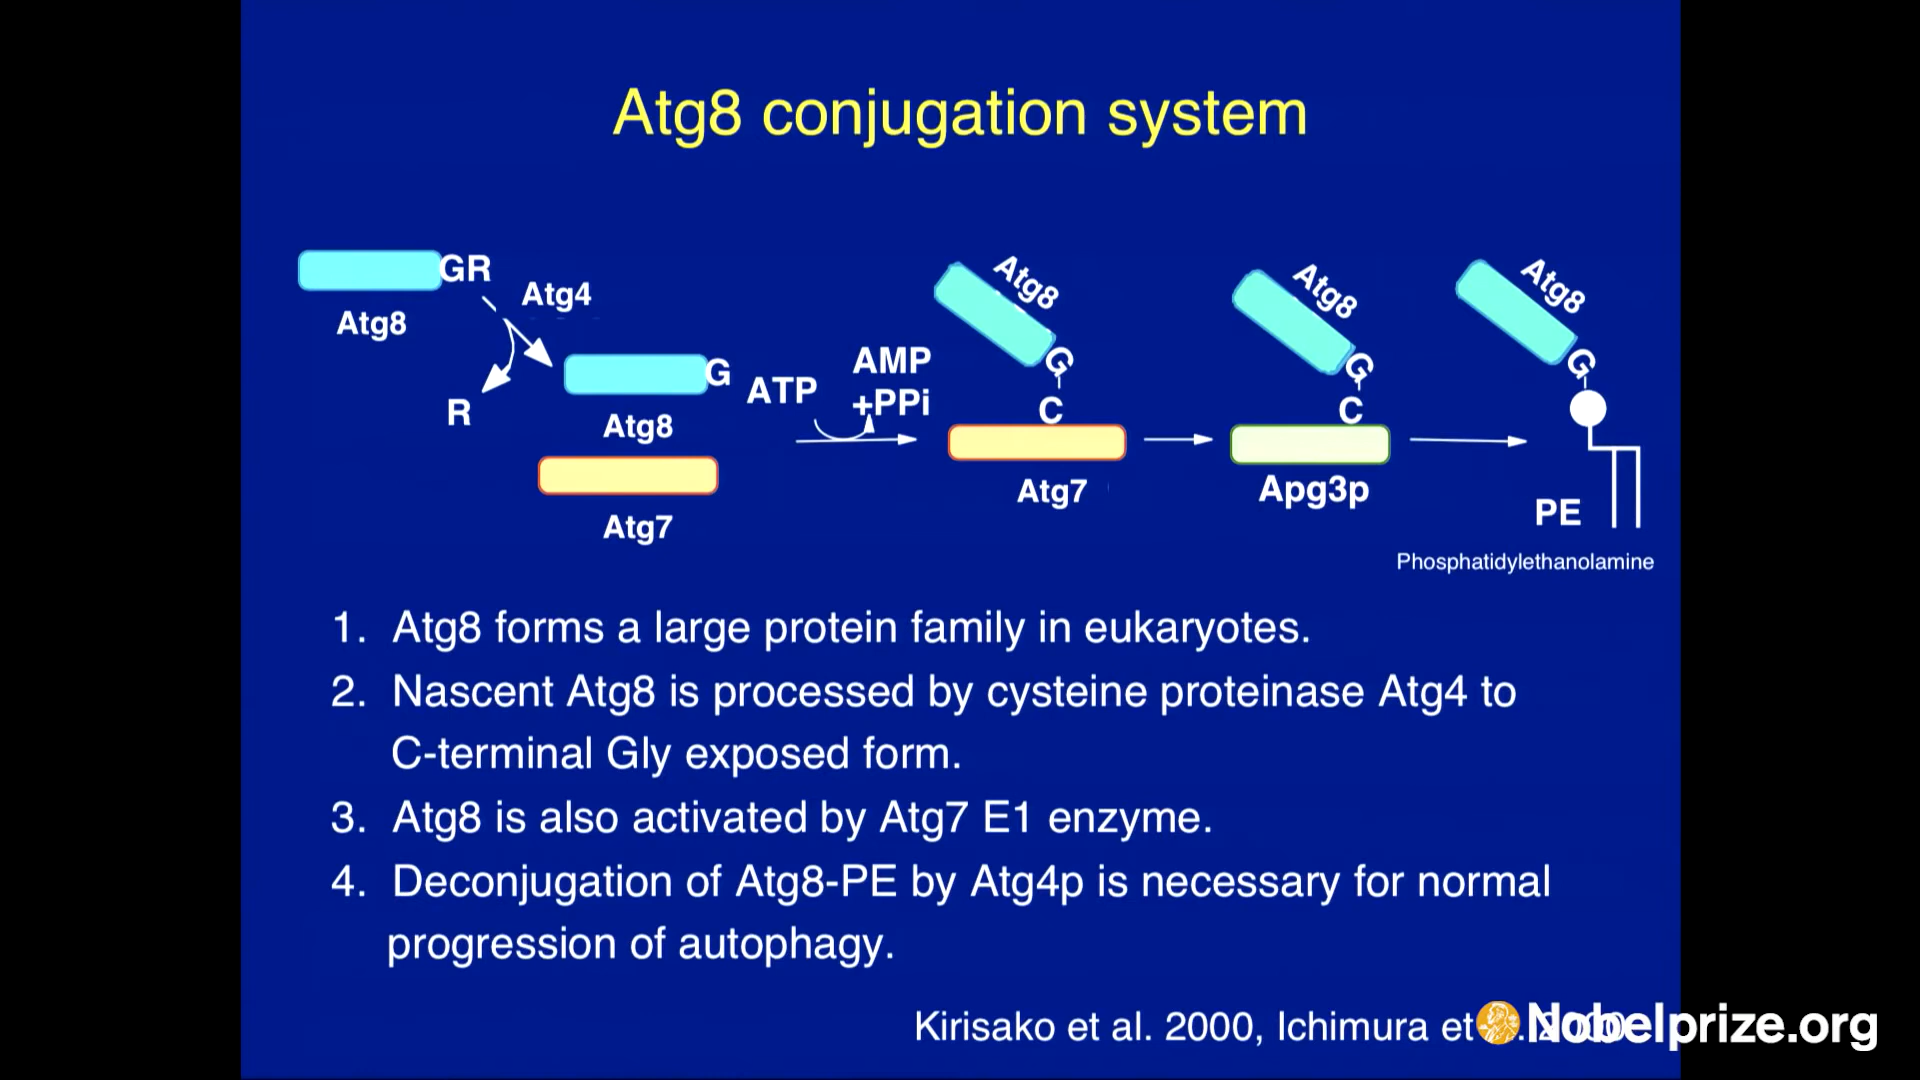 Atg8 conjugation system
GR
Atg8
Atg4
R
G
Atg8
Atg7
ATP
AMP
+PPi
Atg8
G
C
Atg7
Atg8
G
C
Apg3p
Atg8
G
PE
Phosphatidylethanolamine
1. Atg8 forms a large protein family in eukaryotes.
2. Nascent Atg8 is processed by cysteine proteinase Atg4 to
C-terminal Gly exposed form.
3. Atg8 is also activated by Atg7 E1 enzyme.
4. Deconjugation of Atg8-PE by Atg4p is necessary for normal
progression of autophagy.
Kirisako et al. 2000, Ichimura et
Nobelprize.org